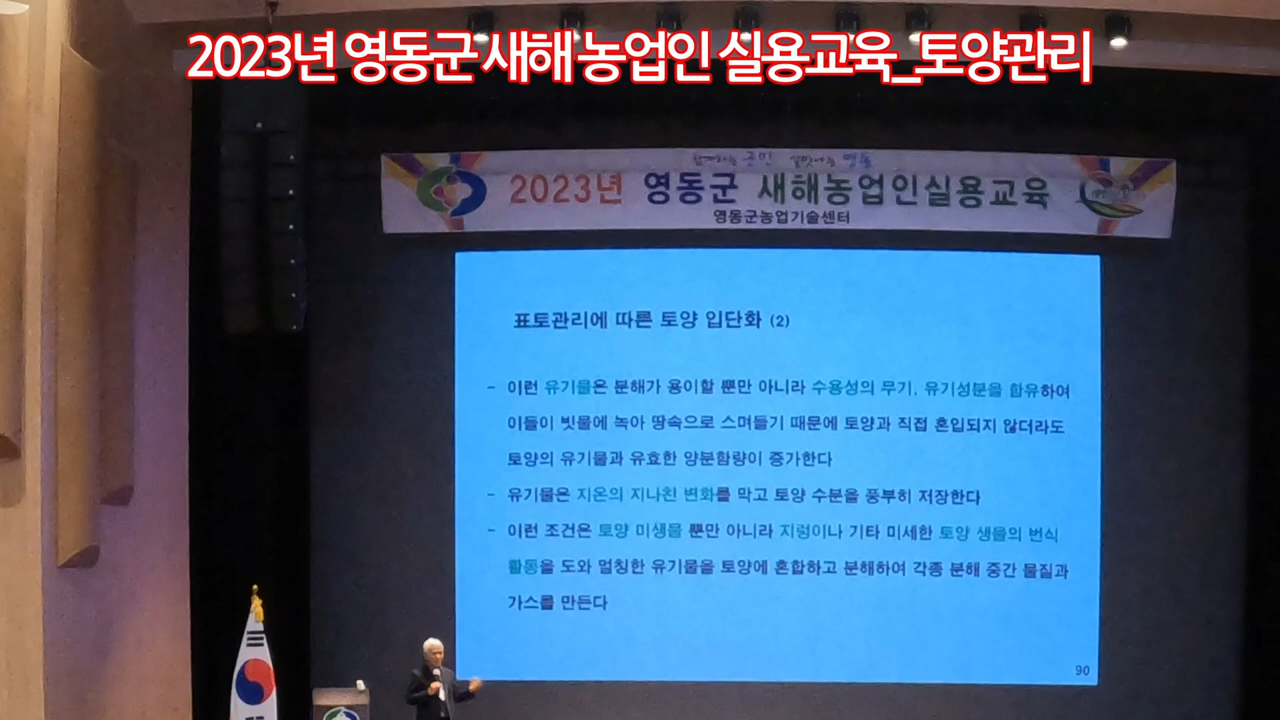 2023년 영동군 새해 농업인 실용교육_토양관리
함께하는 군민 살맛나는 영동
2023년 영동군 새해농업인실용교육
영동군농업기술센터
표토관리에 따른 토양 입단화 (2)
- 이런 유기물은 분해가 용이할 뿐만 아니라 수용성의 무기, 유기성분을 함유하여
이들이 빗물에 녹아 땅속으로 스며들기 때문에 토양과 직접 혼입되지 않더라도
토양의 유기물과 유효한 양분함량이 증가한다
- 유기물은 지온의 지나친 변화를 막고 토양 수분을 풍부히 저장한다
- 이런 조건은 토양 미생물 뿐만 아니라 지렁이나 기타 미세한 토양 생물의 번식
활동을 도와 멀칭한 유기물을 토양에 혼합하고 분해하여 각종 분해 중간 물질과
가스를 만든다
90